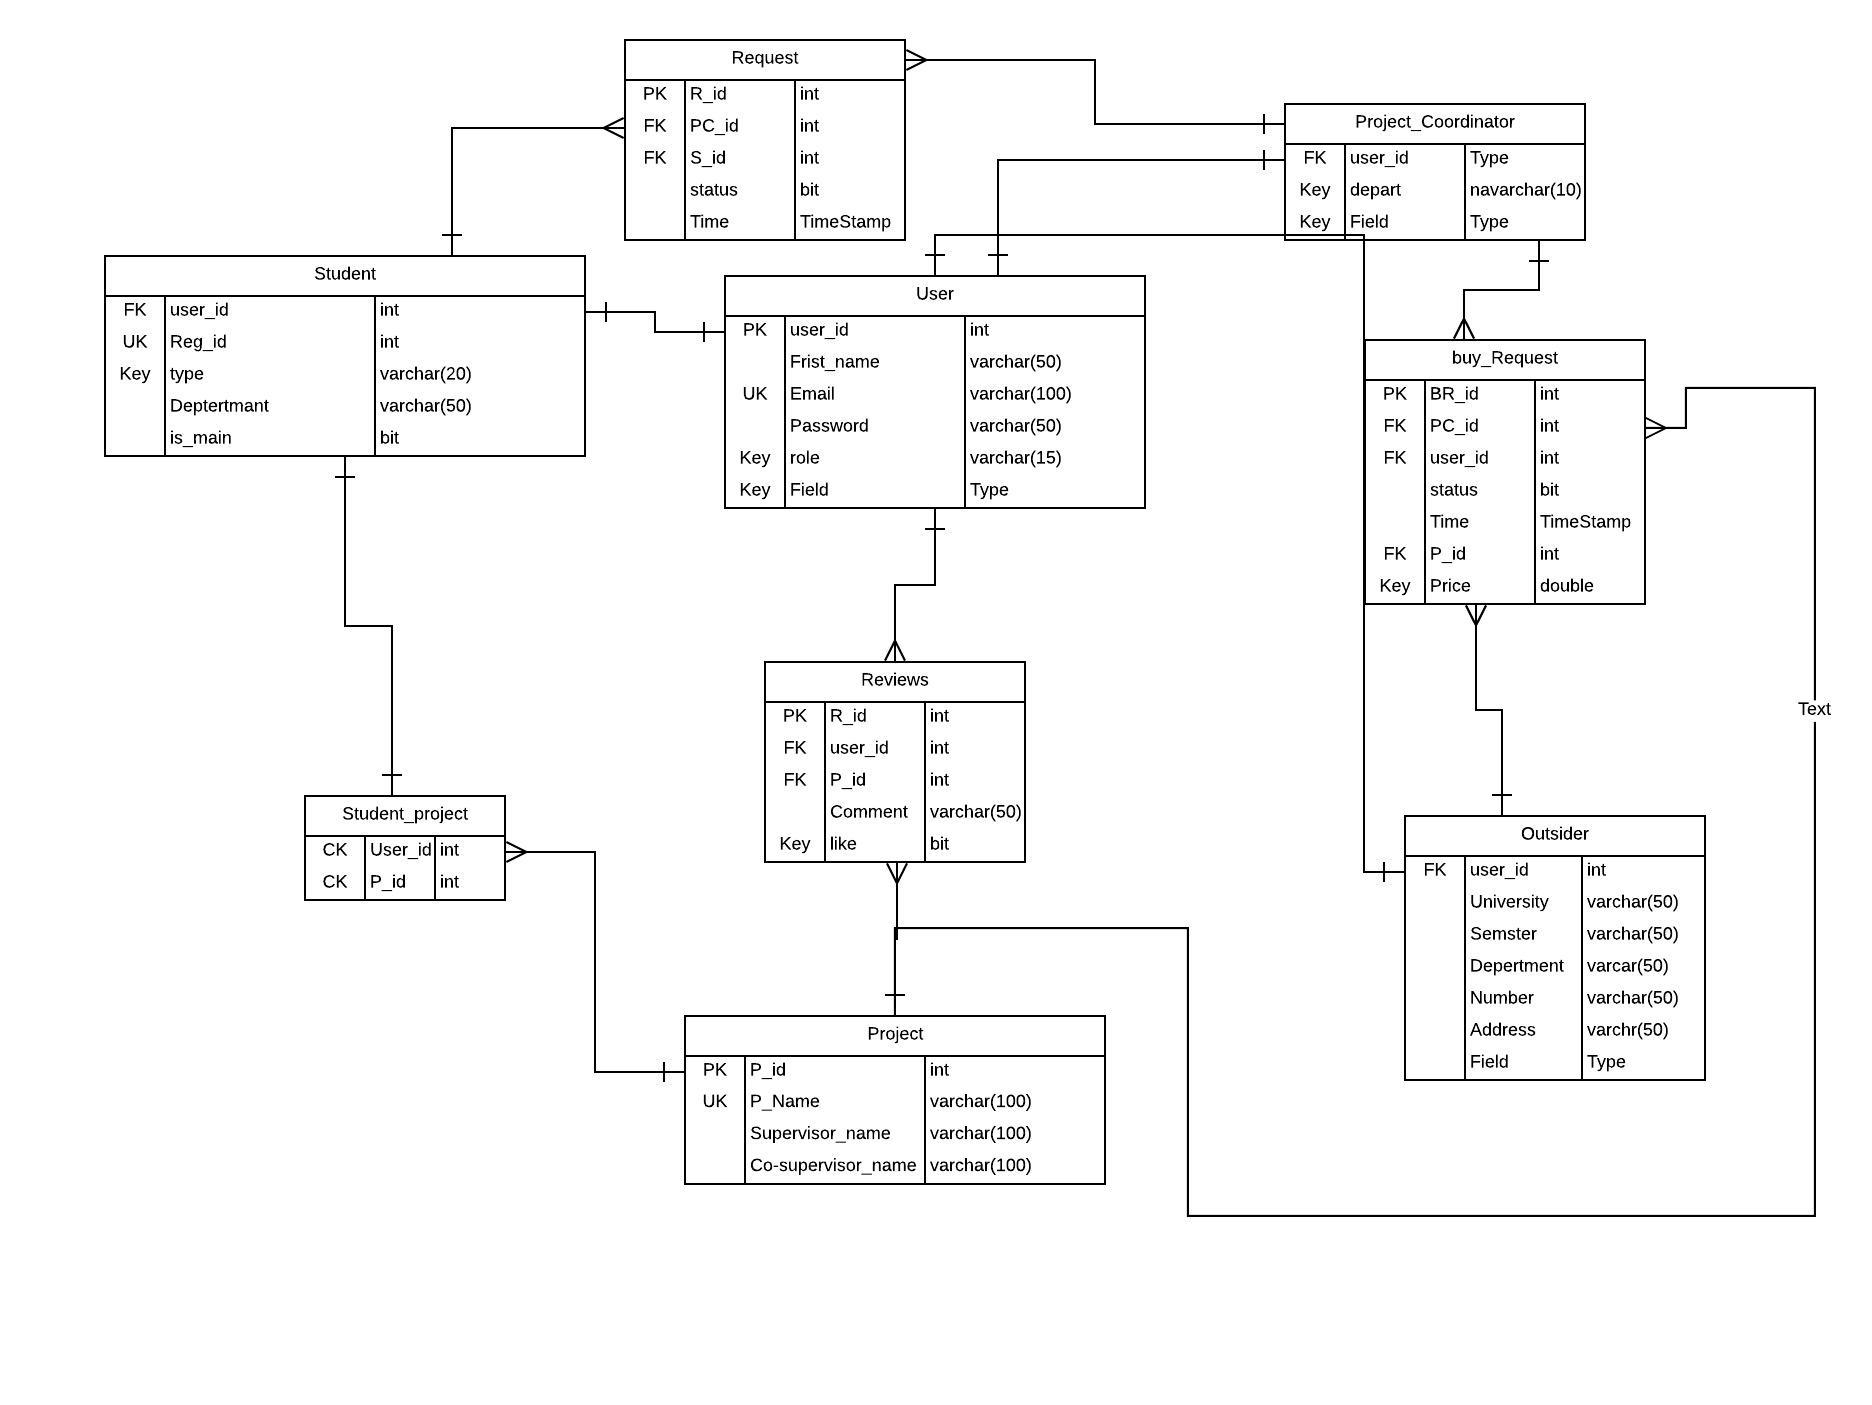 Request
PK R_id int
FK PC_id int
FK S_id int
status bit
Time TimeStamp
Project_Coordinator
FK user_id Type
Key depart navarchar(10)
Key Field Type
Student
FK user_id int
UK Reg_id int
Key type varchar(20)
Deptertmant varchar(50)
is_main bit
User
PK user_id int
Frist_name varchar(50)
UK Email varchar(100)
Password varchar(50)
Key role varchar(15)
Key Field Type
buy_Request
PK BR_id int
FK PC_id int
FK user_id int
status bit
Time TimeStamp
FK P_id int
Key Price double
Reviews
PK R_id int
FK user_id int
FK P_id int
Comment varchar(50)
Key like bit
Text
Student_project
CK User_id int
CK P_id int
Outsider
FK user_id int
University varchar(50)
Semster varchar(50)
Depertment varcar(50)
Number varchar(50)
Address varchr(50)
Field Type
Project
PK P_id int
UK P_Name varchar(100)
Supervisor_name varchar(100)
Co-supervisor_name varchar(100)